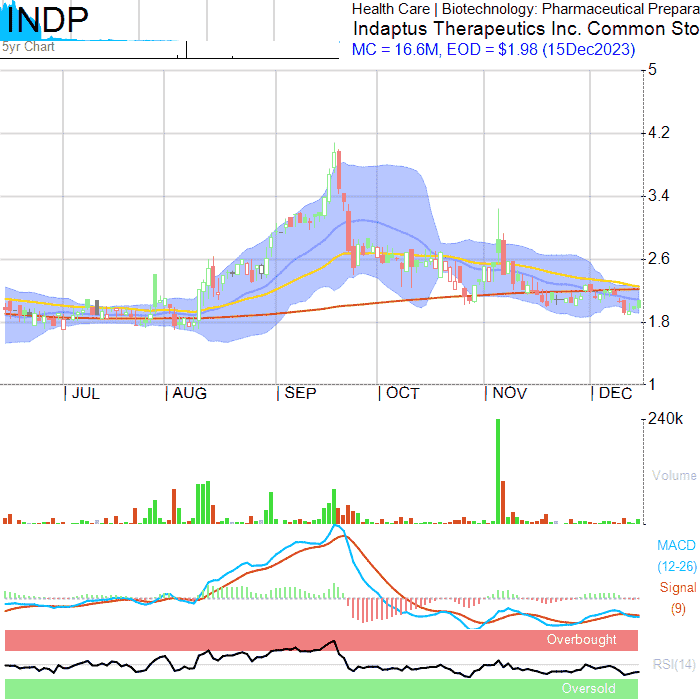 INDP
5yr Chart
Health Care | Biotechnology: Pharmaceutical Prepara
Indaptus Therapeutics Inc. Common Sto
MC = 16.6M, EOD = $1.98 (15Dec2023)
5
4.2
3.4
2.6
1.8
1
| JUL | AUG | SEP | OCT | NOV | DEC
240k
Volume
MACD
(12-26)
Signal
(9)
Overbought
RSI(14)
Oversold